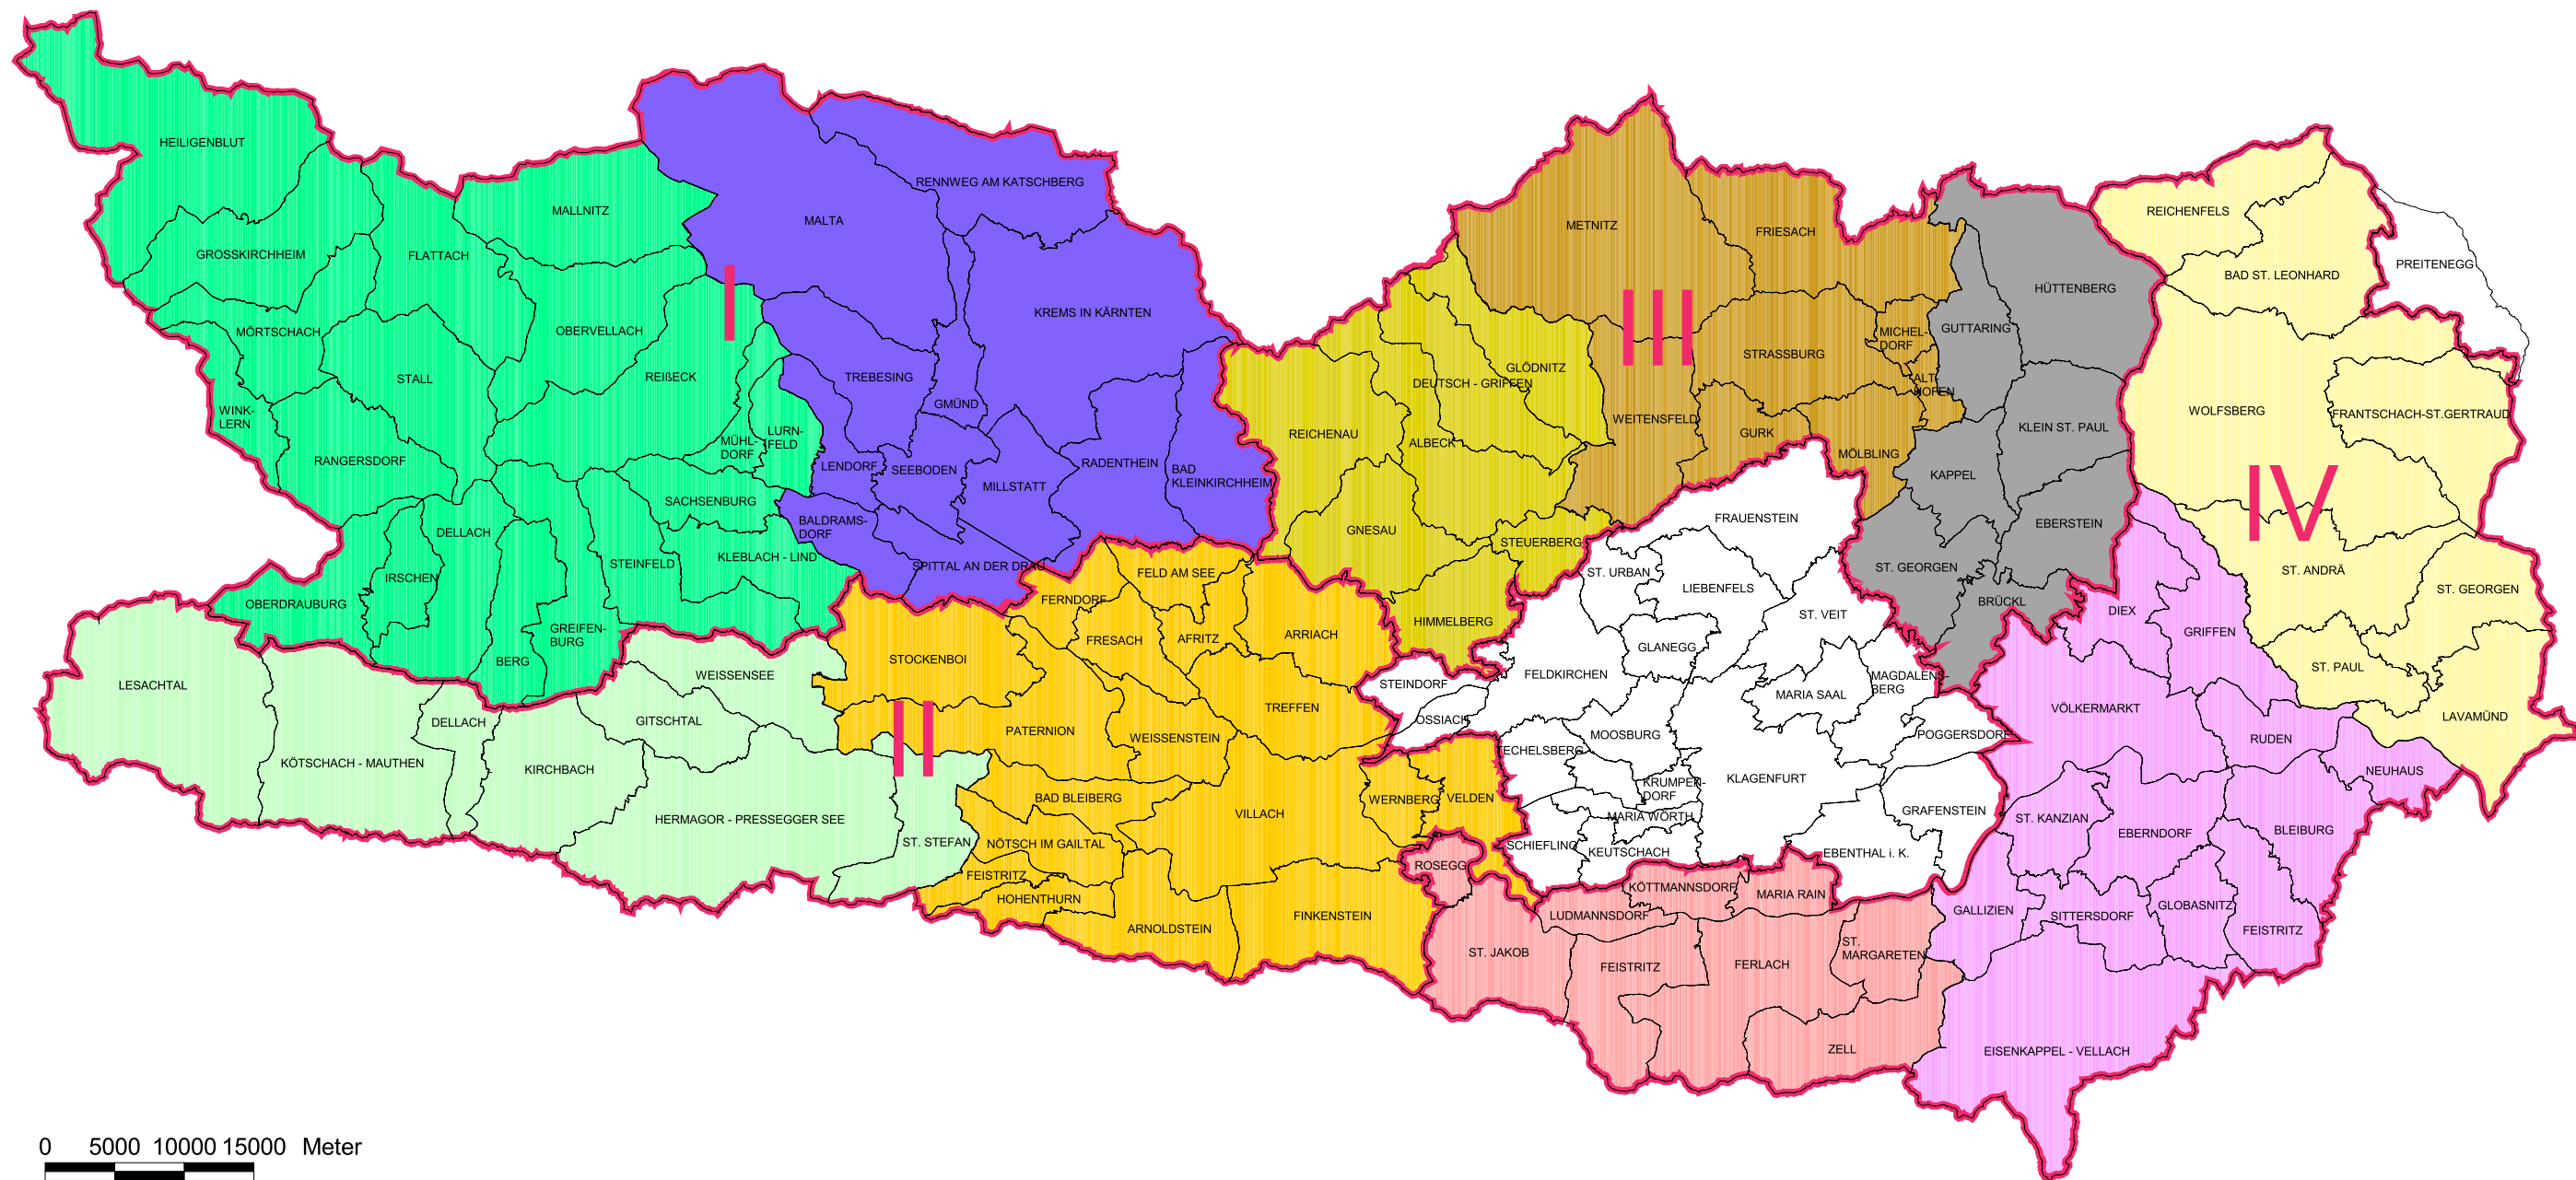 HEILIGENBLUT
MALLNITZ
GROSSKIRCHHEIM
FLATTACH
I
MÖRTSCHACH
OBERVELLACH
STALL
REIßECK
WINK-
LERN
MÜHL-
DORF
LURN-
FELD
RANGERSDORF
SACHSENBURG
DELLACH
STEINFELD
KLEBLACH - LIND
IRSCHEN
OBERDRAUBURG
GREIFEN-
BURG
BERG
RENNWEG AM KATSCHBERG
MALTA
KREMS IN KÄRNTEN
TREBESING
GMÜND
LENDORF
SEEBODEN
MILLSTATT
RADENTHEIN
BAD
KLEINKIRCHHEIM
BALDRAMS-
DORF
SPITTAL AN DER DRAU
LESACHTAL
KÖTSCHACH - MAUTHEN
DELLACH
KIRCHBACH
GITSCHTAL
WEISSENSEE
HERMAGOR - PRESSEGGER SEE
ST. STEFAN
II
STOCKENBOI
FERNDORF
FELD AM SEE
FRESACH
AFRITZ
ARRIACH
TREFFEN
PATERNION
WEISSENSTEIN
BAD BLEIBERG
VILLACH
NÖTSCH IM GAILTAL
FEISTRITZ
HOHENTHURN
ARNOLDSTEIN
FINKENSTEIN
WERNBERG
VELDEN
REICHENAU
DEUTSCH - GRIFFEN
GLÖDNITZ
ALBECK
GNESAU
STEUERBERG
HIMMELBERG
METNITZ
FRIESACH
III
STRASSBURG
MICHEL-
DORF
ALT-
HOFEN
WEITENSFELD
GURK
MÖLBLING
HÜTTENBERG
GUTTARING
KLEIN ST. PAUL
KAPPEL
EBERSTEIN
ST. GEORGEN
BRÜCKL
FRAUENSTEIN
ST. URBAN
LIEBENFELS
ST. VEIT
GLANEGG
FELDKIRCHEN
STEINDORF
OSSIACH
MARIA SAAL
MAGDALENS-
BERG
POGGERSDORF
MOOSBURG
TECHELSBERG
KRUMPEN-
DORF
KLAGENFURT
GRAFENSTEIN
MARIA WÖRTH
SCHIEFLING
KEUTSCHACH
EBENTHAL i. K.
ROSEGG
KÖTTMANNSDORF
MARIA RAIN
LUDMANNSDORF
ST. JAKOB
FEISTRITZ
FERLACH
ST.
MARGARETEN
ZELL
REICHENFELS
BAD ST. LEONHARD
PREITENEGG
WOLFSBERG
FRANTSCHACH-ST.GERTRAUD
IV
ST. ANDRÄ
ST. GEORGEN
ST. PAUL
LAVAMÜND
DIEX
GRIFFEN
VÖLKERMARKT
RUDEN
NEUHAUS
ST. KANZIAN
EBERNDORF
BLEIBURG
GALLIZIEN
SITTERSDORF
GLOBASNITZ
FEISTRITZ
EISENKAPPEL - VELLACH
0 5000 10000 15000 Meter